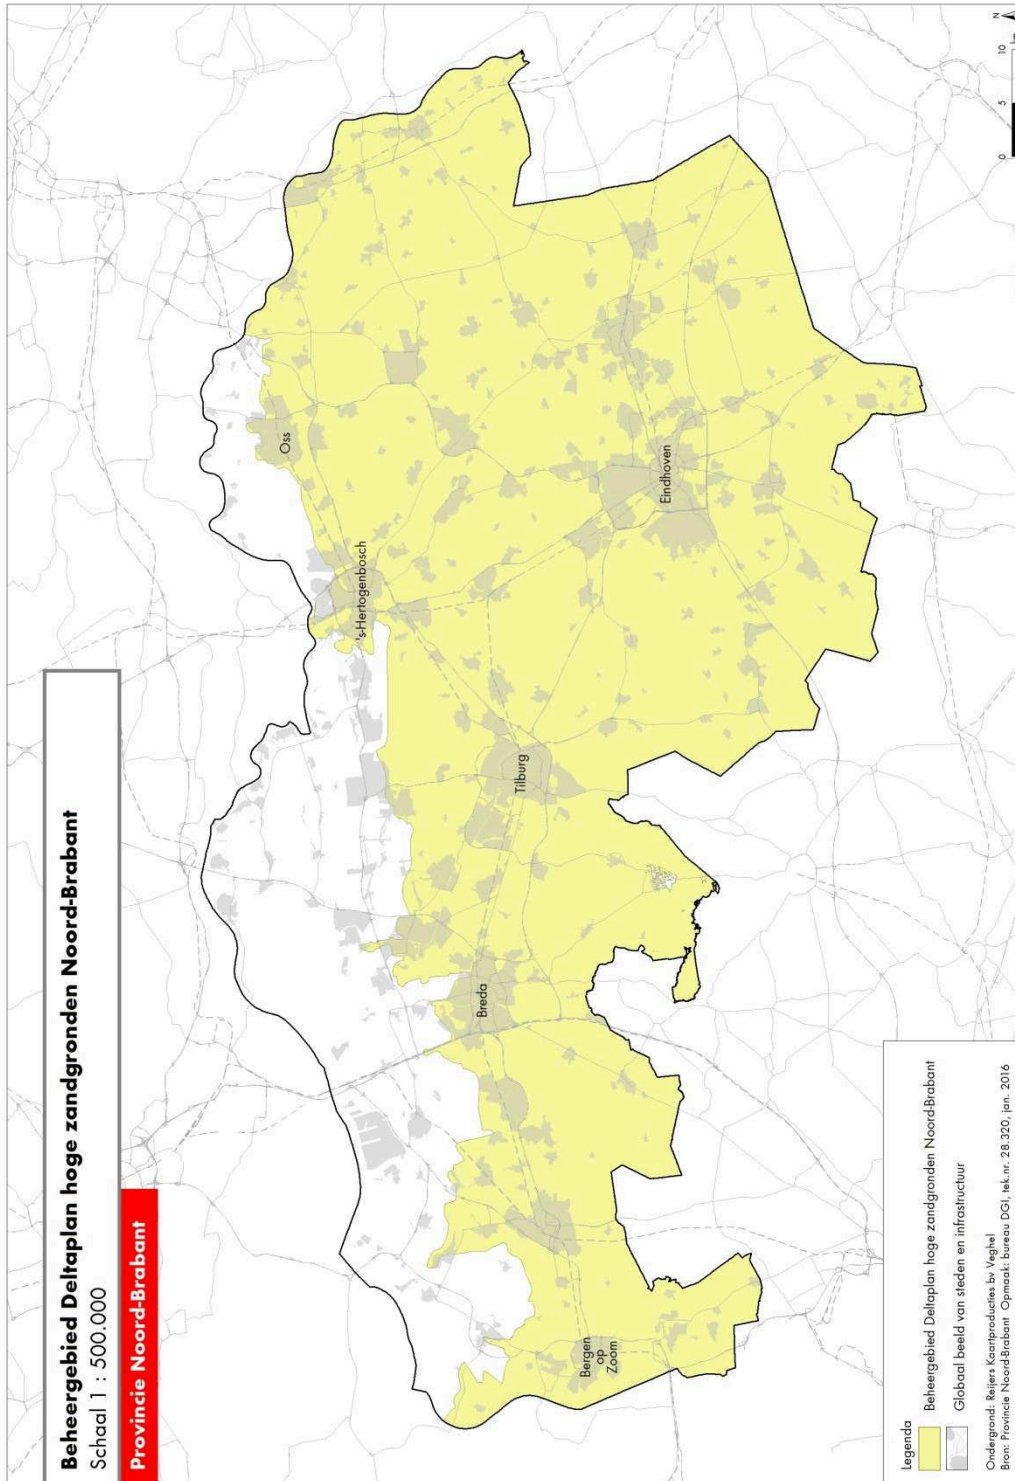 Beheergebied Deltaplan hoge zandgronden Noord-Brabant
Schaal 1 : 500.000
Provincie Noord-Brabant
Oss
's-Hertogenbosch
Tilburg
Breda
Eindhoven
Bergen
op
Zoom
Legenda
Beheergebied Deltaplan hoge zandgronden Noord-Brabant
Globaal beeld van steden en infrastructuur
Ondergrond: Reijers Kaartproducties bv Veghel
Bron: Provincie Noord-Brabant Opmaak: bureau DGI, tek.nr. 28.320, jan. 2016
0 5 10
km
N